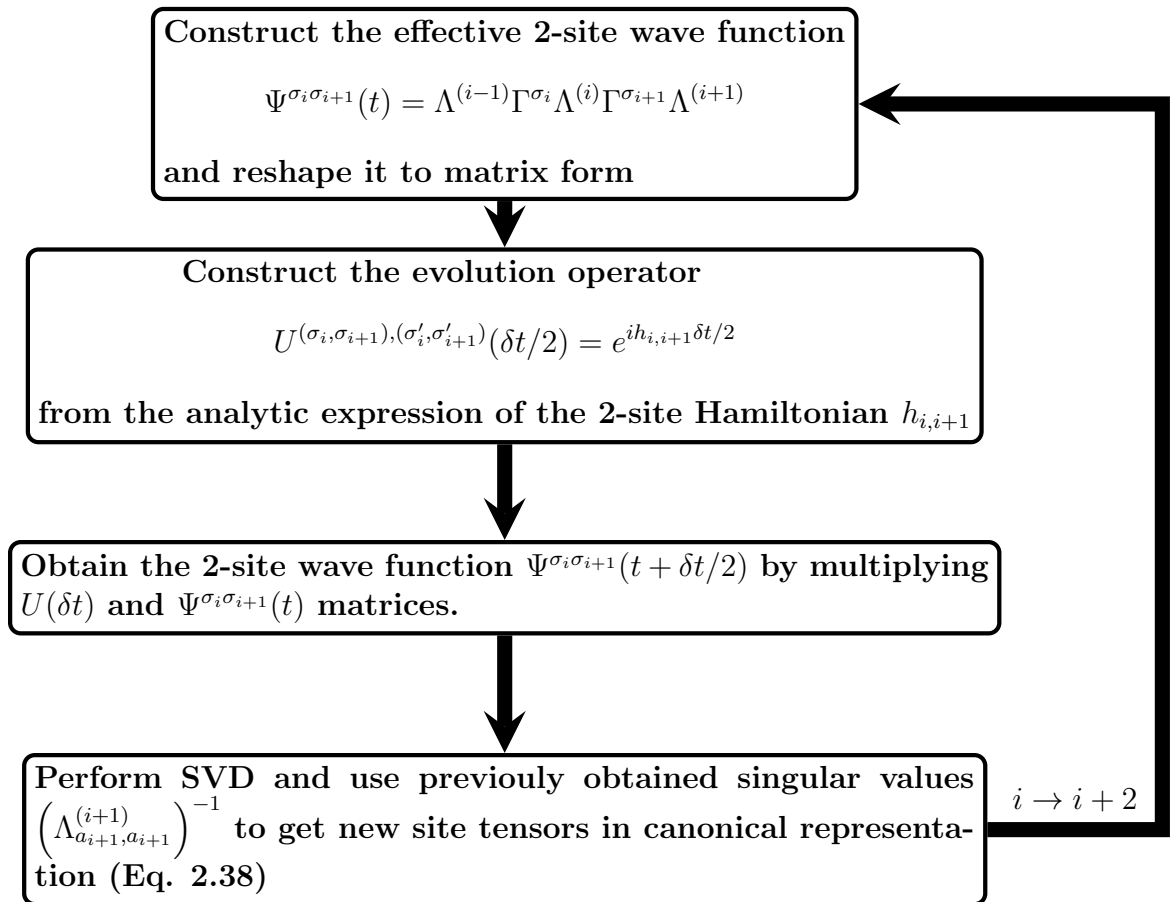 Construct the effective 2-site wave function
Ψ^{σ_iσ_{i+1}}(t) = Λ^{(i−1)}Γ^{σ_i}Λ^{(i)}Γ^{σ_{i+1}}Λ^{(i+1)}
and reshape it to matrix form
Construct the evolution operator
U^{(σ_i,σ_{i+1}),(σ′_i,σ′_{i+1})}(δt/2) = e^{ih_{i,i+1}δt/2}
from the analytic expression of the 2-site Hamiltonian h_{i,i+1}
Obtain the 2-site wave function Ψ^{σ_iσ_{i+1}}(t + δt/2) by multiplying
U(δt) and Ψ^{σ_iσ_{i+1}}(t) matrices.
Perform SVD and use previouly obtained singular values
(Λ^{(i+1)}_{a_{i+1},a_{i+1}})^{−1} to get new site tensors in canonical representa-
tion (Eq. 2.38)
i → i + 2